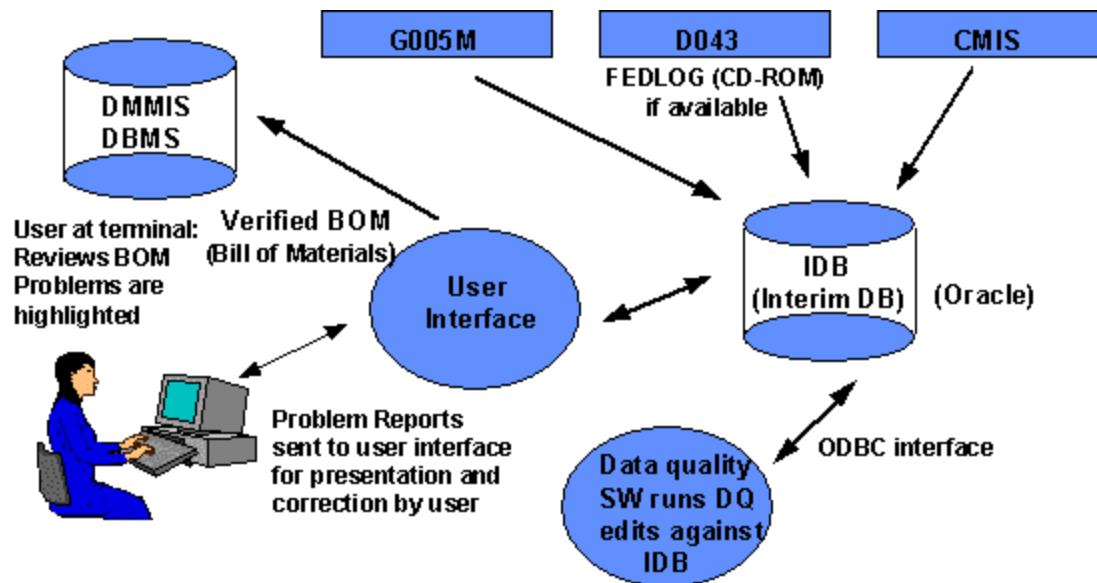 G005M
D043
CMIS
FEDLOG (CD-ROM)
if available
DMMIS
DBMS
User at terminal:
Reviews BOM
Problems are
highlighted
Verified BOM
(Bill of Materials)
User
Interface
IDB
(Interim DB)
(Oracle)
Problem Reports
sent to user interface
for presentation and
correction by user
ODBC interface
Data quality
SW runs DQ
edits against
IDB